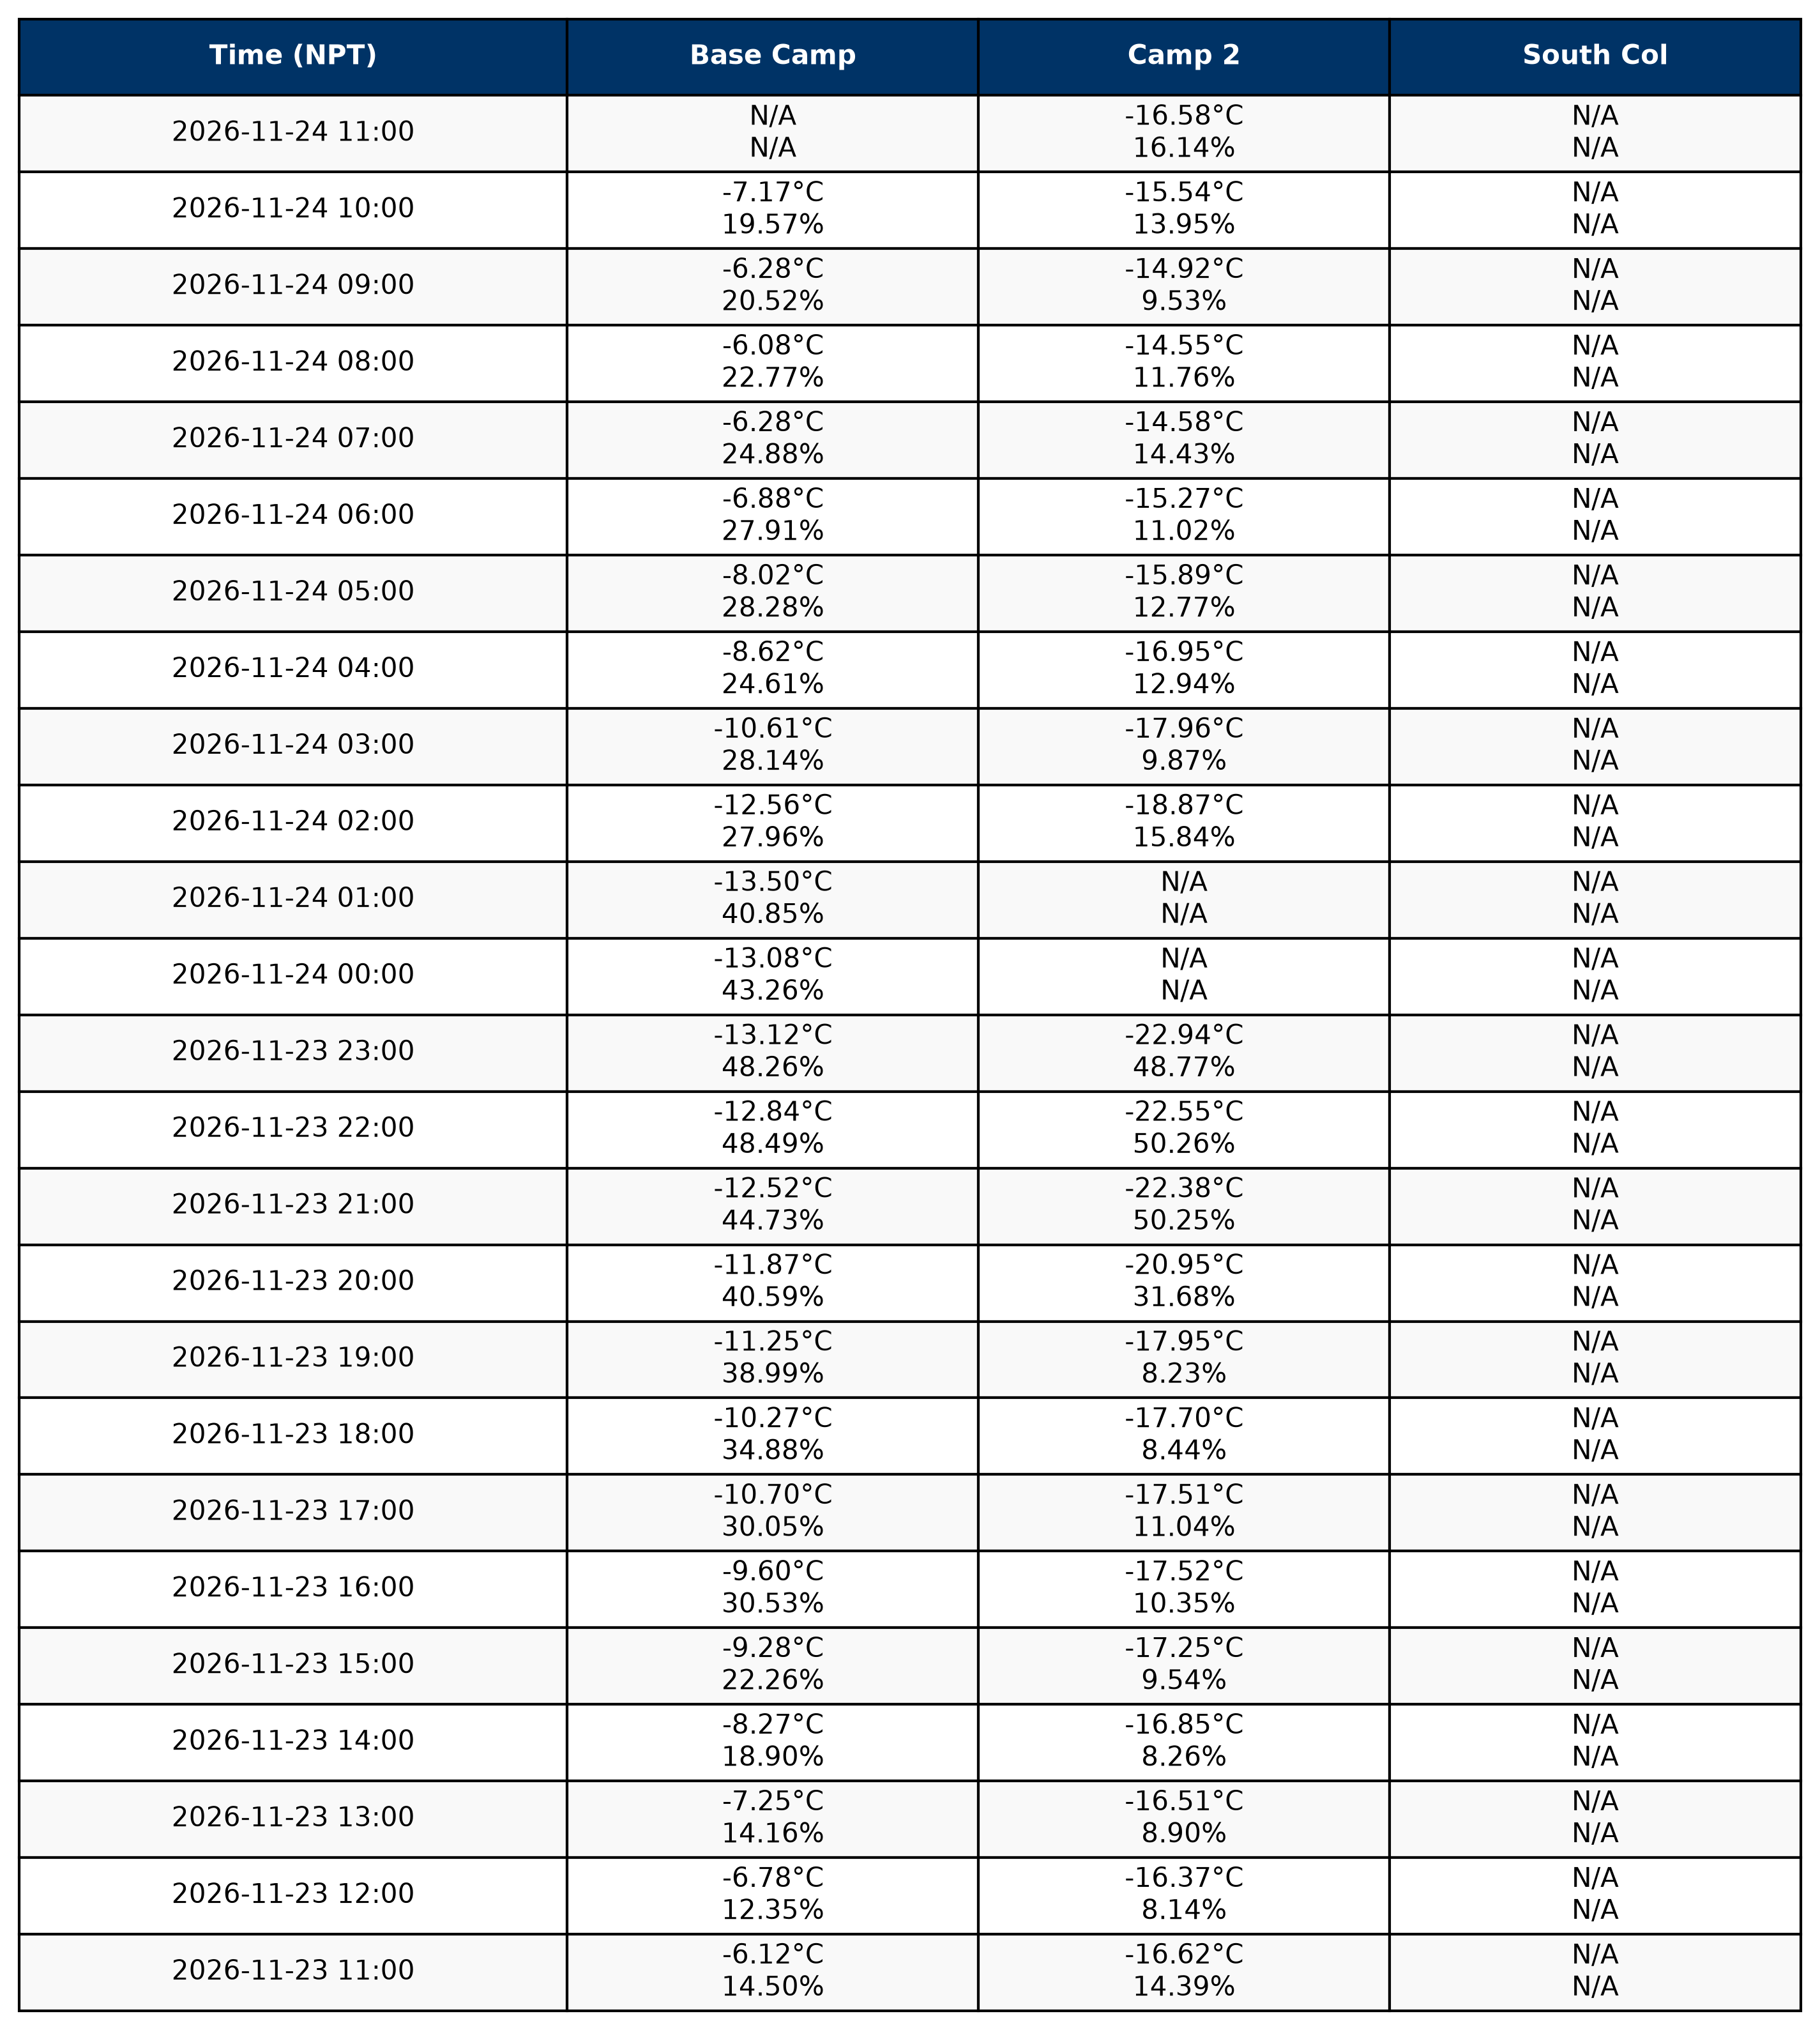 Time (NPT) Base Camp Camp 2 South Col
2026-11-24 11:00 N/A -16.58°C N/A
N/A 16.14% N/A
2026-11-24 10:00 -7.17°C -15.54°C N/A
19.57% 13.95% N/A
2026-11-24 09:00 -6.28°C -14.92°C N/A
20.52% 9.53% N/A
2026-11-24 08:00 -6.08°C -14.55°C N/A
22.77% 11.76% N/A
2026-11-24 07:00 -6.28°C -14.58°C N/A
24.88% 14.43% N/A
2026-11-24 06:00 -6.88°C -15.27°C N/A
27.91% 11.02% N/A
2026-11-24 05:00 -8.02°C -15.89°C N/A
28.28% 12.77% N/A
2026-11-24 04:00 -8.62°C -16.95°C N/A
24.61% 12.94% N/A
2026-11-24 03:00 -10.61°C -17.96°C N/A
28.14% 9.87% N/A
2026-11-24 02:00 -12.56°C -18.87°C N/A
27.96% 15.84% N/A
2026-11-24 01:00 -13.50°C N/A N/A
40.85% N/A N/A
2026-11-24 00:00 -13.08°C N/A N/A
43.26% N/A N/A
2026-11-23 23:00 -13.12°C -22.94°C N/A
48.26% 48.77% N/A
2026-11-23 22:00 -12.84°C -22.55°C N/A
48.49% 50.26% N/A
2026-11-23 21:00 -12.52°C -22.38°C N/A
44.73% 50.25% N/A
2026-11-23 20:00 -11.87°C -20.95°C N/A
40.59% 31.68% N/A
2026-11-23 19:00 -11.25°C -17.95°C N/A
38.99% 8.23% N/A
2026-11-23 18:00 -10.27°C -17.70°C N/A
34.88% 8.44% N/A
2026-11-23 17:00 -10.70°C -17.51°C N/A
30.05% 11.04% N/A
2026-11-23 16:00 -9.60°C -17.52°C N/A
30.53% 10.35% N/A
2026-11-23 15:00 -9.28°C -17.25°C N/A
22.26% 9.54% N/A
2026-11-23 14:00 -8.27°C -16.85°C N/A
18.90% 8.26% N/A
2026-11-23 13:00 -7.25°C -16.51°C N/A
14.16% 8.90% N/A
2026-11-23 12:00 -6.78°C -16.37°C N/A
12.35% 8.14% N/A
2026-11-23 11:00 -6.12°C -16.62°C N/A
14.50% 14.39% N/A